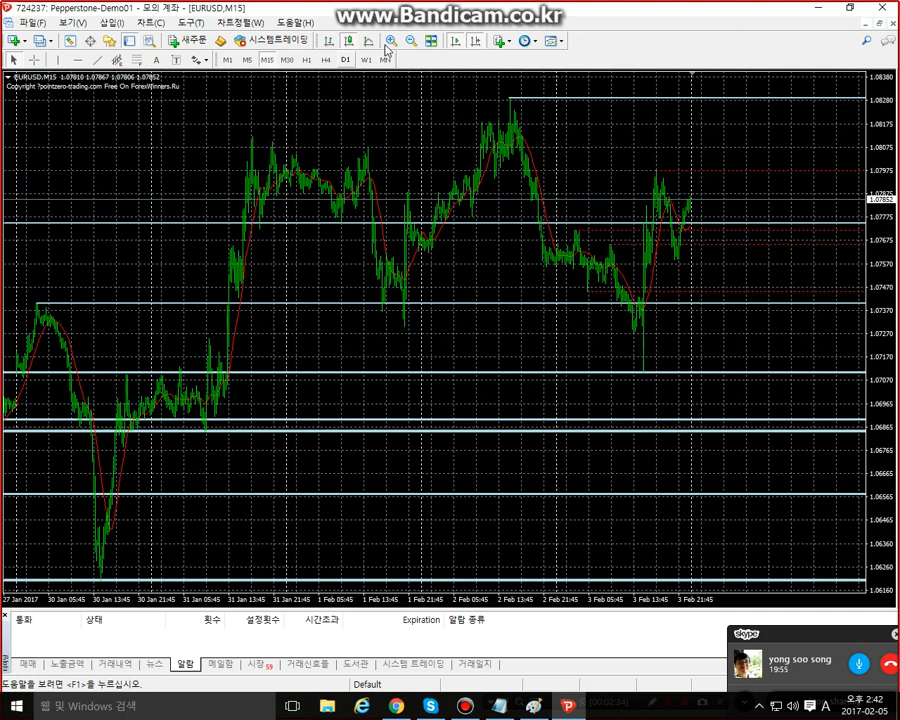 724237: Pepperstone-Demo01 - 모의 계좌 - [EURUSD,M15]
www.Bandicam.co.kr
파일(F) 보기(V) 삽입(I) 차트(C) 도구(T) 차트정렬(W) 도움말(H)
새주문 시스템트레이딩
A T M1 M5 M15 M30 H1 H4 D1 W1 MN
EURUSD,M15 1.07810 1.07867 1.07806 1.07852
Copyright ?pointzero-trading.com Free On ForexWinners.Ru
1.08380
1.08280
1.08175
1.08075
1.07975
1.07875
1.07852
1.07775
1.07665
1.07570
1.07470
1.07370
1.07270
1.07170
1.07070
1.06965
1.06865
1.06765
1.06665
1.06565
1.06465
1.06360
1.06260
1.06160
27 Jan 2017 30 Jan 05:45 30 Jan 13:45 30 Jan 21:45 31 Jan 05:45 31 Jan 13:45 31 Jan 21:45 1 Feb 05:45 1 Feb 13:45 1 Feb 21:45 2 Feb 05:45 2 Feb 13:45 2 Feb 21:45 3 Feb 05:45 3 Feb 13:45 3 Feb 21:45
통화 상태 횟수 설정횟수 시간초과 Expiration 알람 종류
매매 노출금액 거래내역 뉴스 알람 메일함 시장 59 거래신호들 도서관 시스템 트레이딩 거래일지
도움말을 보려면 <F1>을 누르십시오. Default
skype
yong soo song
19:55
웹 및 Windows 검색
[00:02:34]
A 오후 2:42
2017-02-05